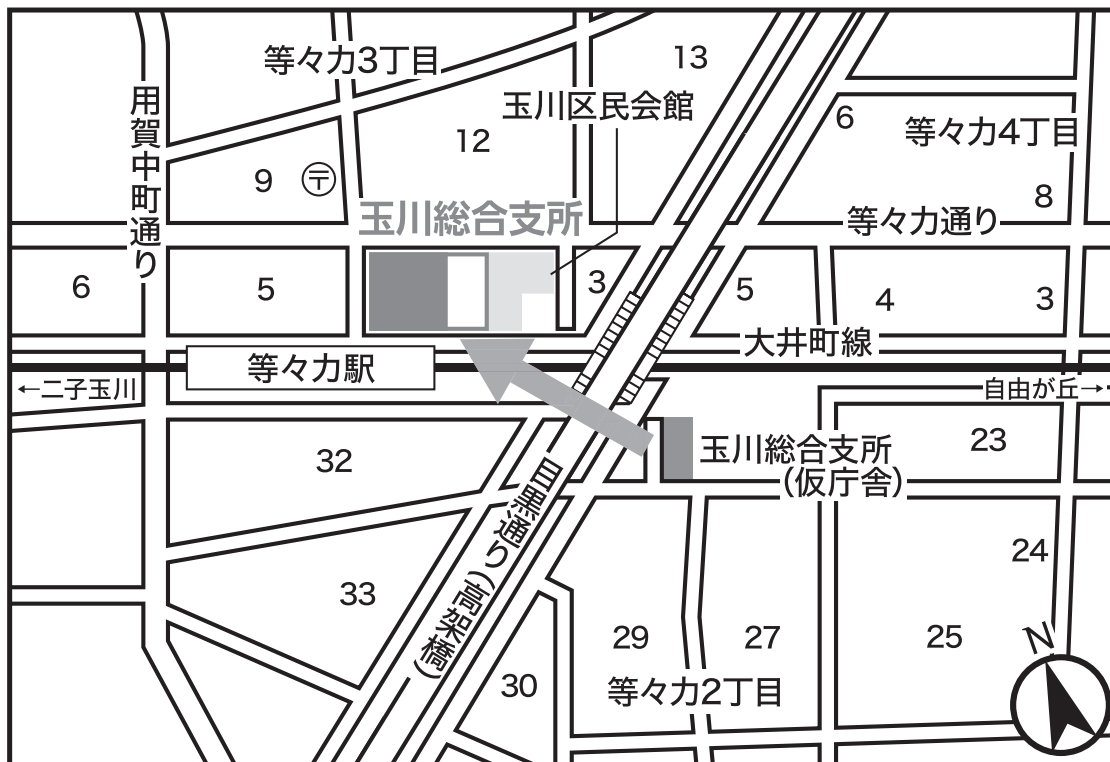 等々力3丁目
13
玉川区民会館
用賀中町通り
6
等々力4丁目
12
9
〒
8
玉川総合支所
等々力通り
6
5
3
5
4
3
大井町線
等々力駅
←二子玉川
自由が丘→
32
玉川総合支所
(仮庁舎)
23
目黒通り(高架橋)
24
33
29
27
25
N
30
等々力2丁目